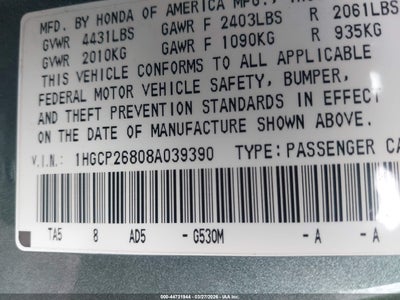 MFD. BY HONDA OF AMERICA MFG.,
GVWR 4431LBS GAWR F 2403LBS R 2061LBS
GVWR 2010KG GAWR F 1090KG R 935KG
THIS VEHICLE CONFORMS TO ALL APPLICABLE
FEDERAL MOTOR VEHICLE SAFETY, BUMPER,
AND THEFT PREVENTION STANDARDS IN EFFECT
ON THE DATE OF MANUFACTURE SHOWN ABOVE.
V.I.N.: 1HGCP26808A039390 TYPE:PASSENGER CA
TA5 8 AD5 - G530M - A - A
000-44731944 - 03/27/2026 - IAA Inc.